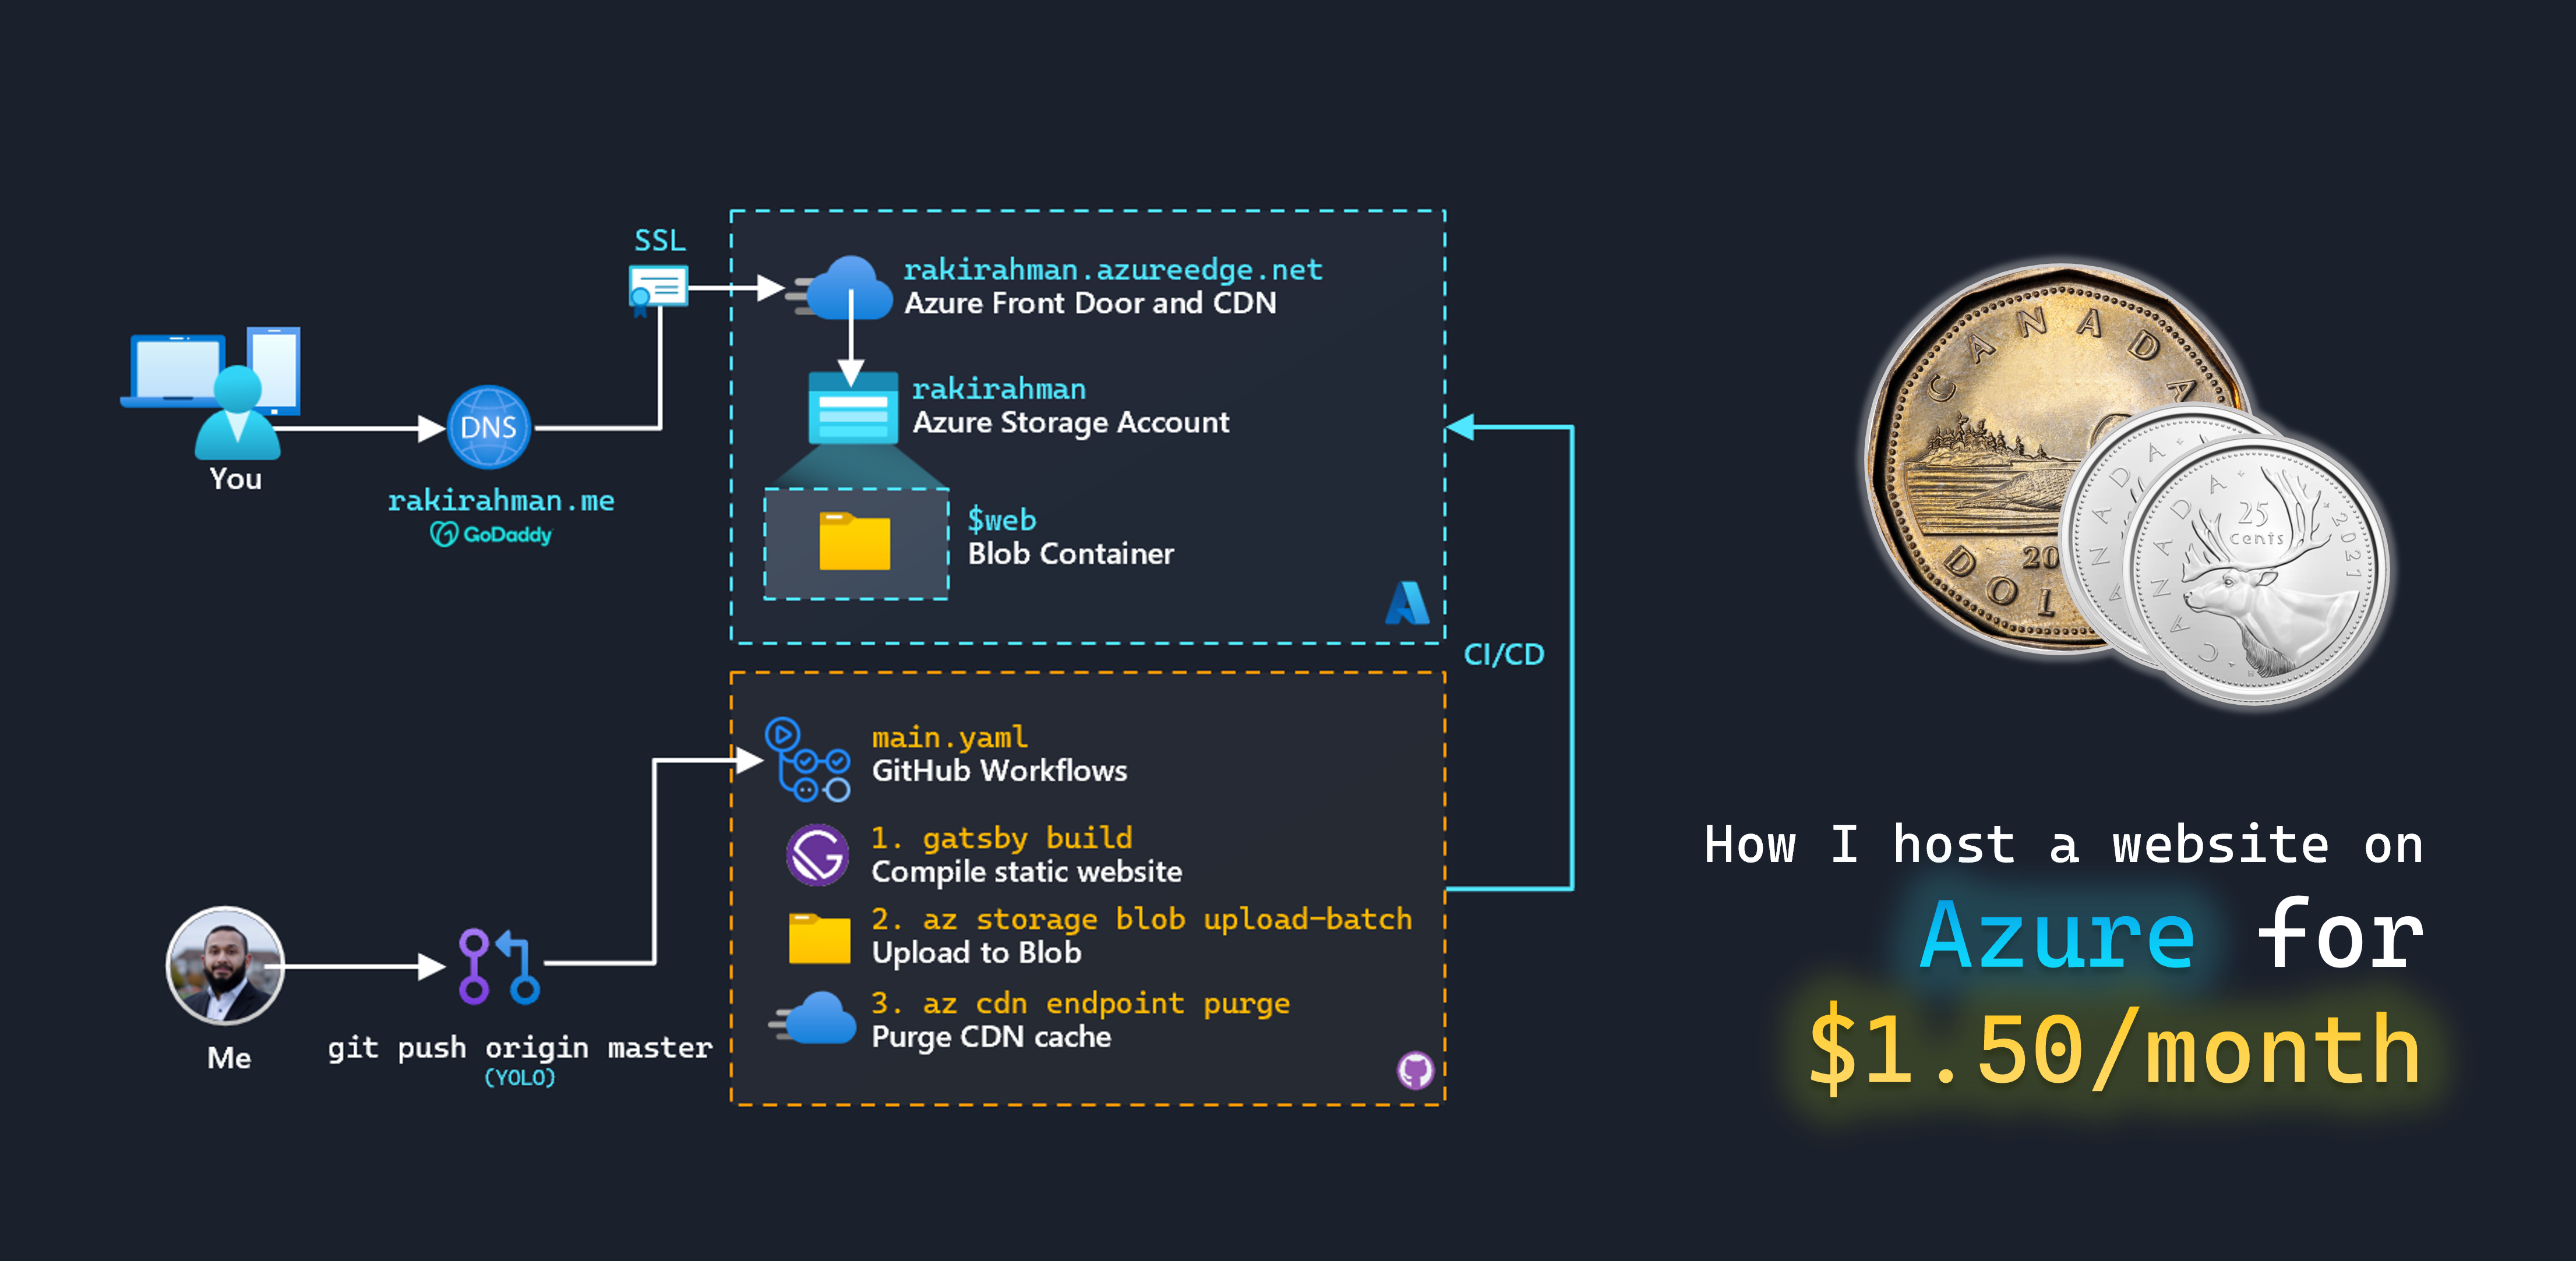 SSL
rakirahman.azureedge.net
Azure Front Door and CDN
rakirahman
Azure Storage Account
$web
Blob Container
You
DNS
rakirahman.me
GoDaddy
CI/CD
main.yaml
GitHub Workflows
1. gatsby build
Compile static website
2. az storage blob upload-batch
Upload to Blob
3. az cdn endpoint purge
Purge CDN cache
Me
git push origin master
(YOLO)
CANADA
20
DOL
CANADA
25
cents
2021
CANADA
How I host a website on
Azure for
$1.50/month